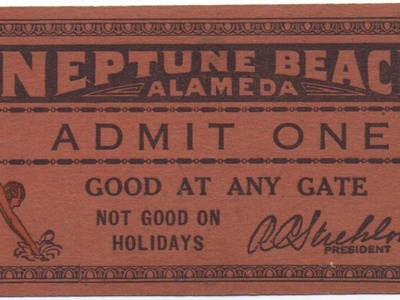 NEPTUNE BEAC
ALAMEDA
ADMIT ONE
GOOD AT ANY GATE
NOT GOOD ON
HOLIDAYS
PRESIDENT